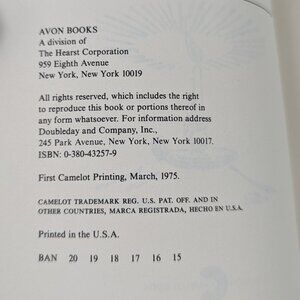 AVON BOOKS
A division of
The Hearst Corporation
959 Eighth Avenue
New York, New York 10019
All rights reserved, which includes the right
to reproduce this book or portions thereof in
any form whatsoever. For information address
Doubleday and Company, Inc.,
245 Park Avenue, New York, New York 10017.
ISBN: 0-380-43257-9
First Camelot Printing, March, 1975.
CAMELOT TRADEMARK REG. U.S. PAT. OFF. AND IN
OTHER COUNTRIES, MARCA REGISTRADA, HECHO EN U.S.A.
Printed in the U.S.A.
BAN 20 19 18 17 16 15